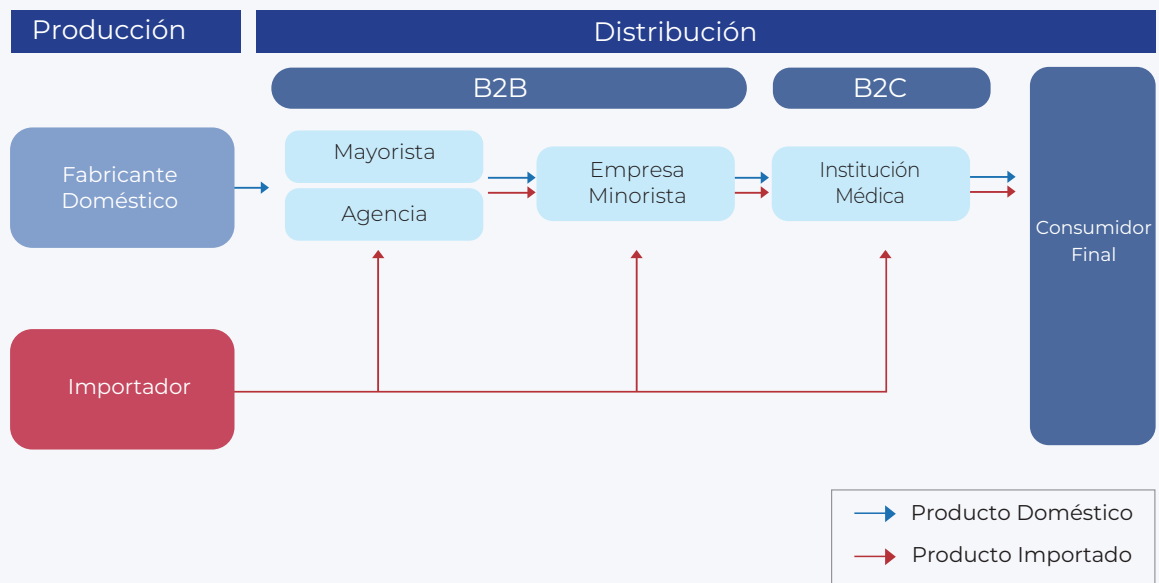 Producción
Distribución
B2B
B2C
Fabricante
Doméstico
Mayorista
Agencia
Empresa
Minorista
Institución
Médica
Consumidor
Final
Importador
Producto Doméstico
Producto Importado